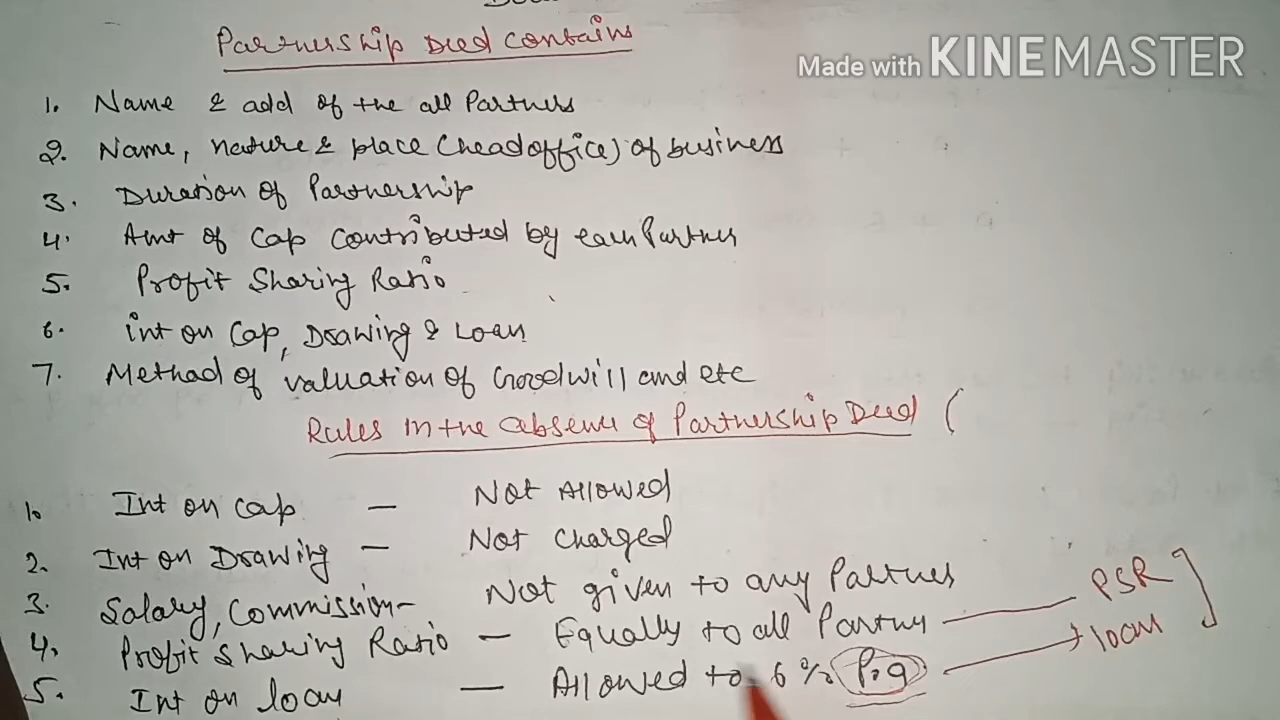 Partnership Deed contains
Made with KINEMASTER
1. Name & add of the all Partners
2. Name, nature & place (head office) of business
3. Duration of Partnership
4. Amt of Cap contributed by each Partner
5. Profit Sharing Ratio
6. int on Cap, Drawing & Loan
7. Method of valuation of Goodwill and etc
Rules in the absence of Partnership Deed (
1. Int on cap — Not Allowed
2. Int on Drawing — Not charged
3. Salary, Commission - Not given to any Partner
4. Profit sharing Ratio — Equally to all Partner — PSR
5. Int on loan — Allowed to 6% P.a → loan